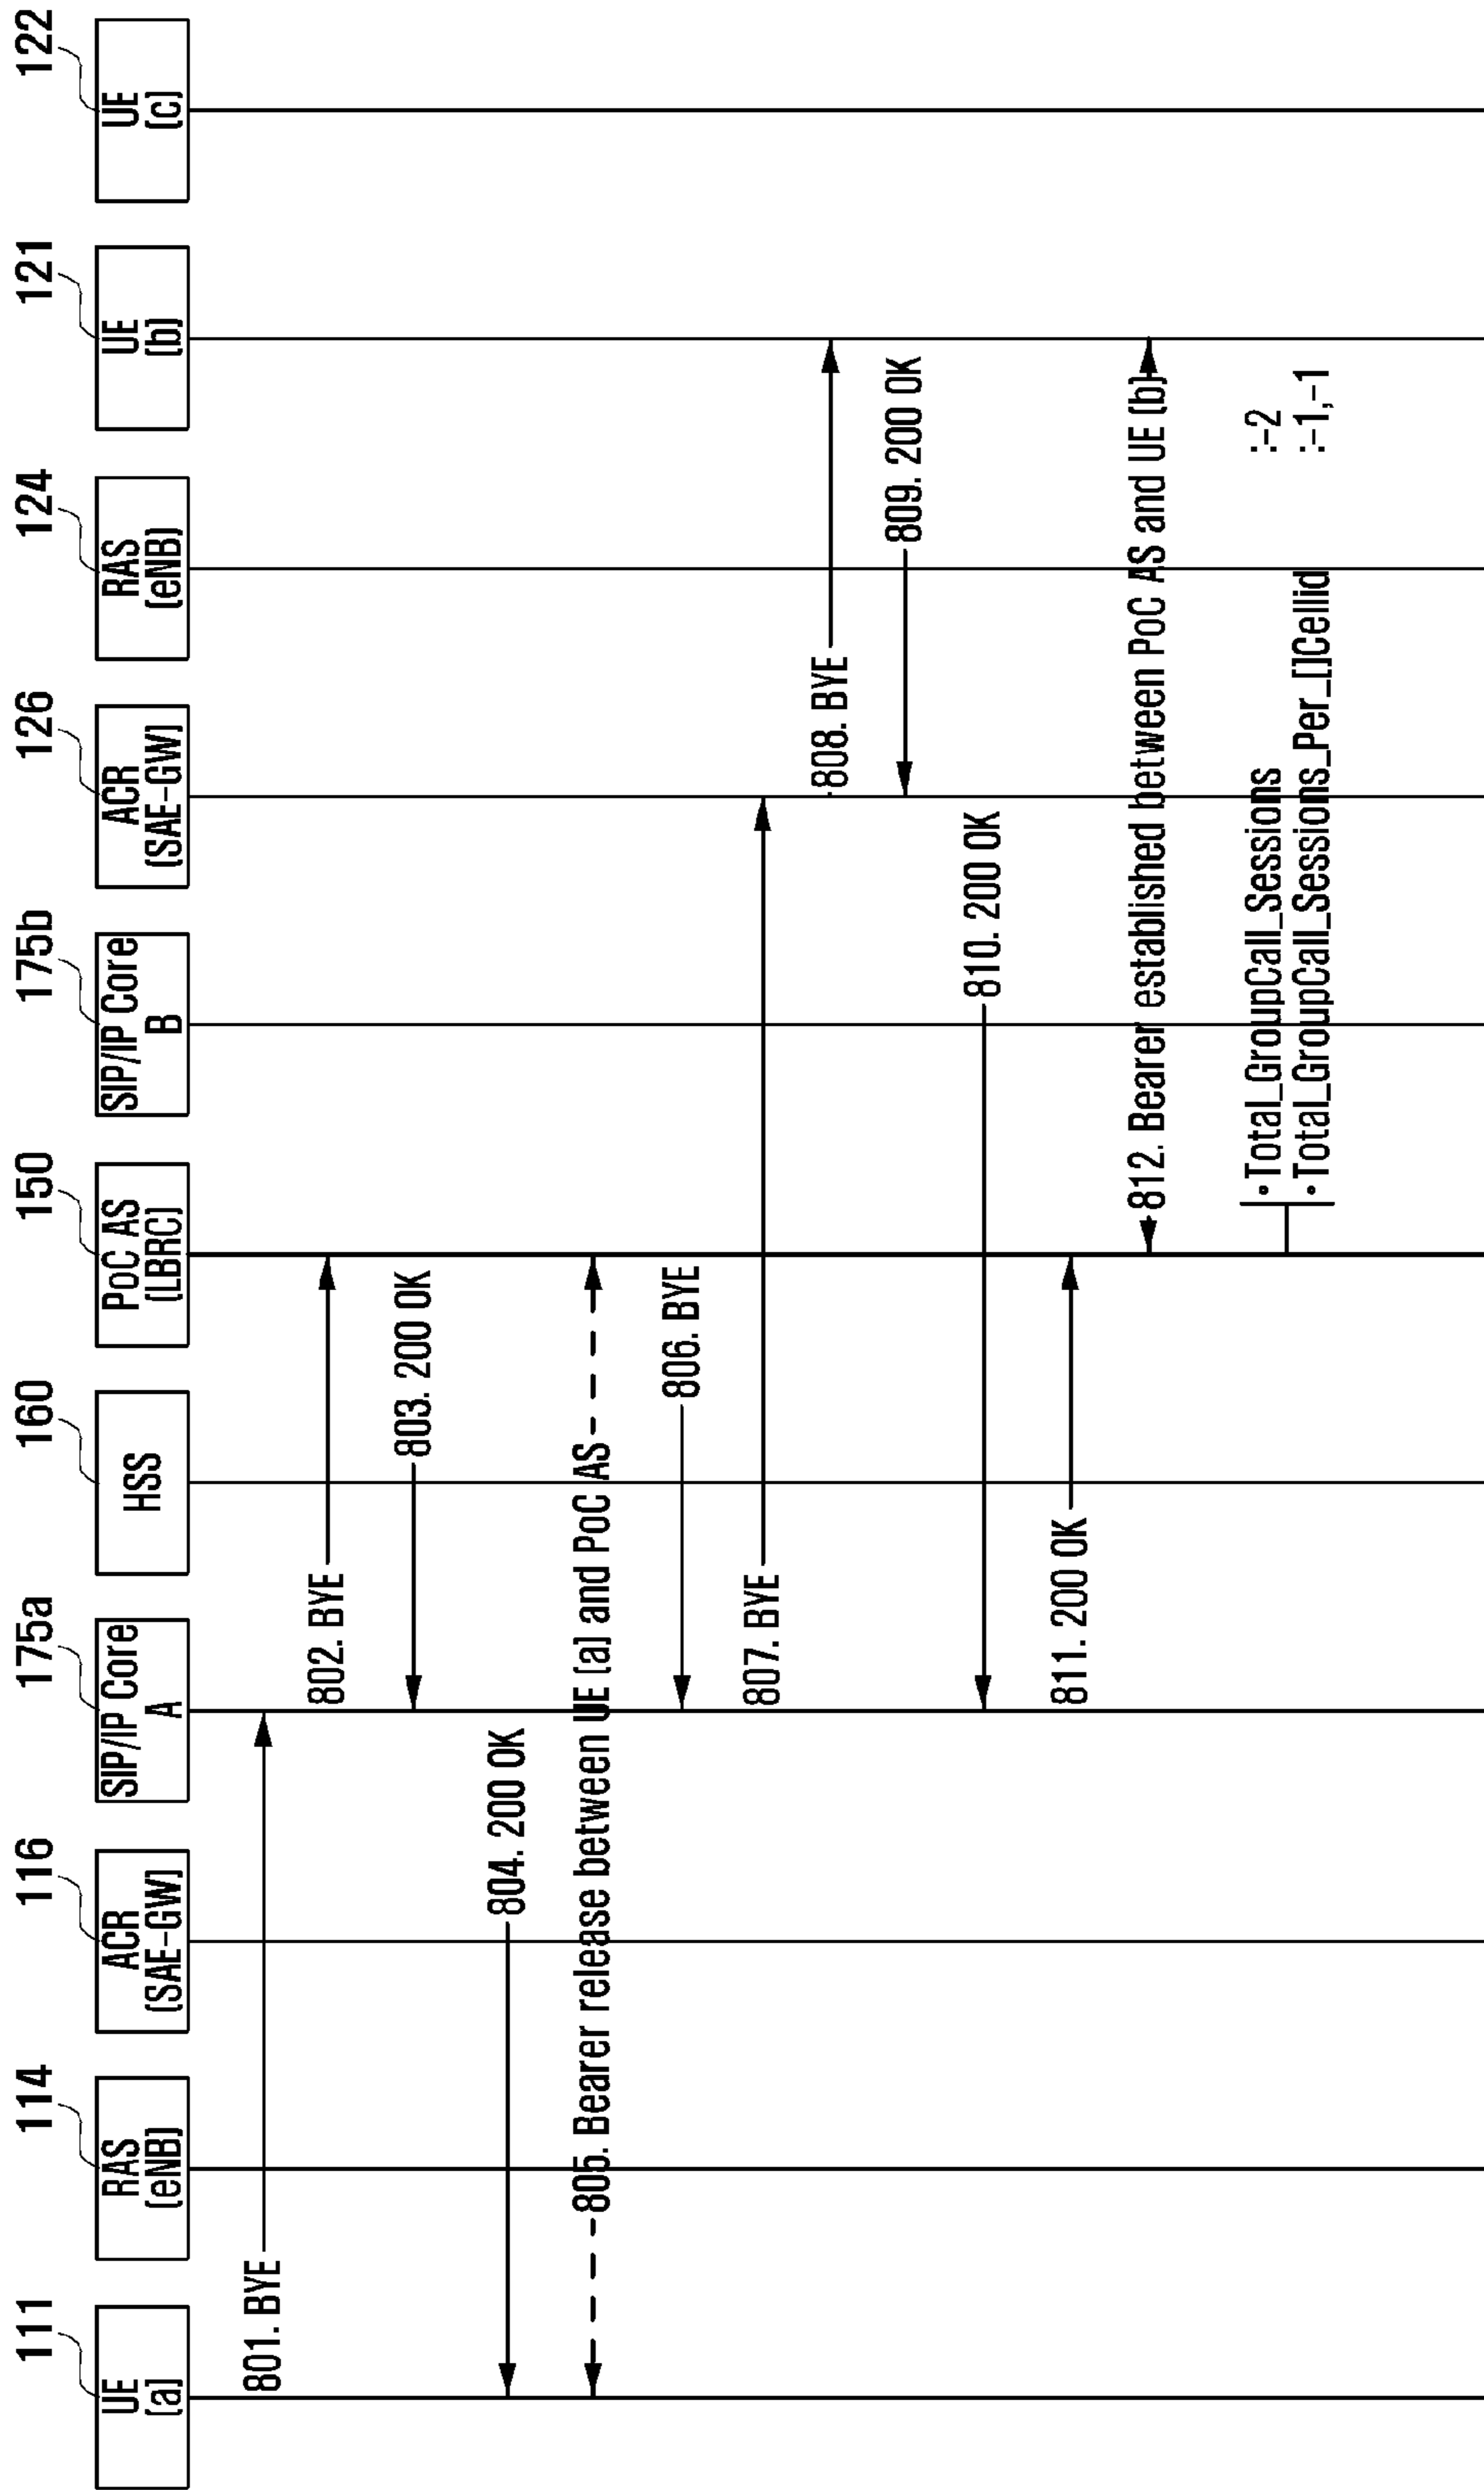 111
114
116
175a
160
150
175b
126
124
121
122
UE
(a)
RAS
(eNB)
ACR
(SAE-GW)
SIP/IP Core
A
HSS
PoC AS
(LBRC)
SIP/IP Core
B
ACR
(SAE-GW)
RAS
(eNB)
UE
(b)
UE
(c)
801. BYE
802. BYE
803. 200 OK
804. 200 OK
805. Bearer release between UE (a) and PoC AS
806. BYE
807. BYE
808. BYE
809. 200 OK
810. 200 OK
811. 200 OK
812. Bearer established between PoC AS and UE (b)
•Total_GroupCall_Sessions :-2
•Total_GroupCall_Sessions_Per_[]Cellid :-1,-1